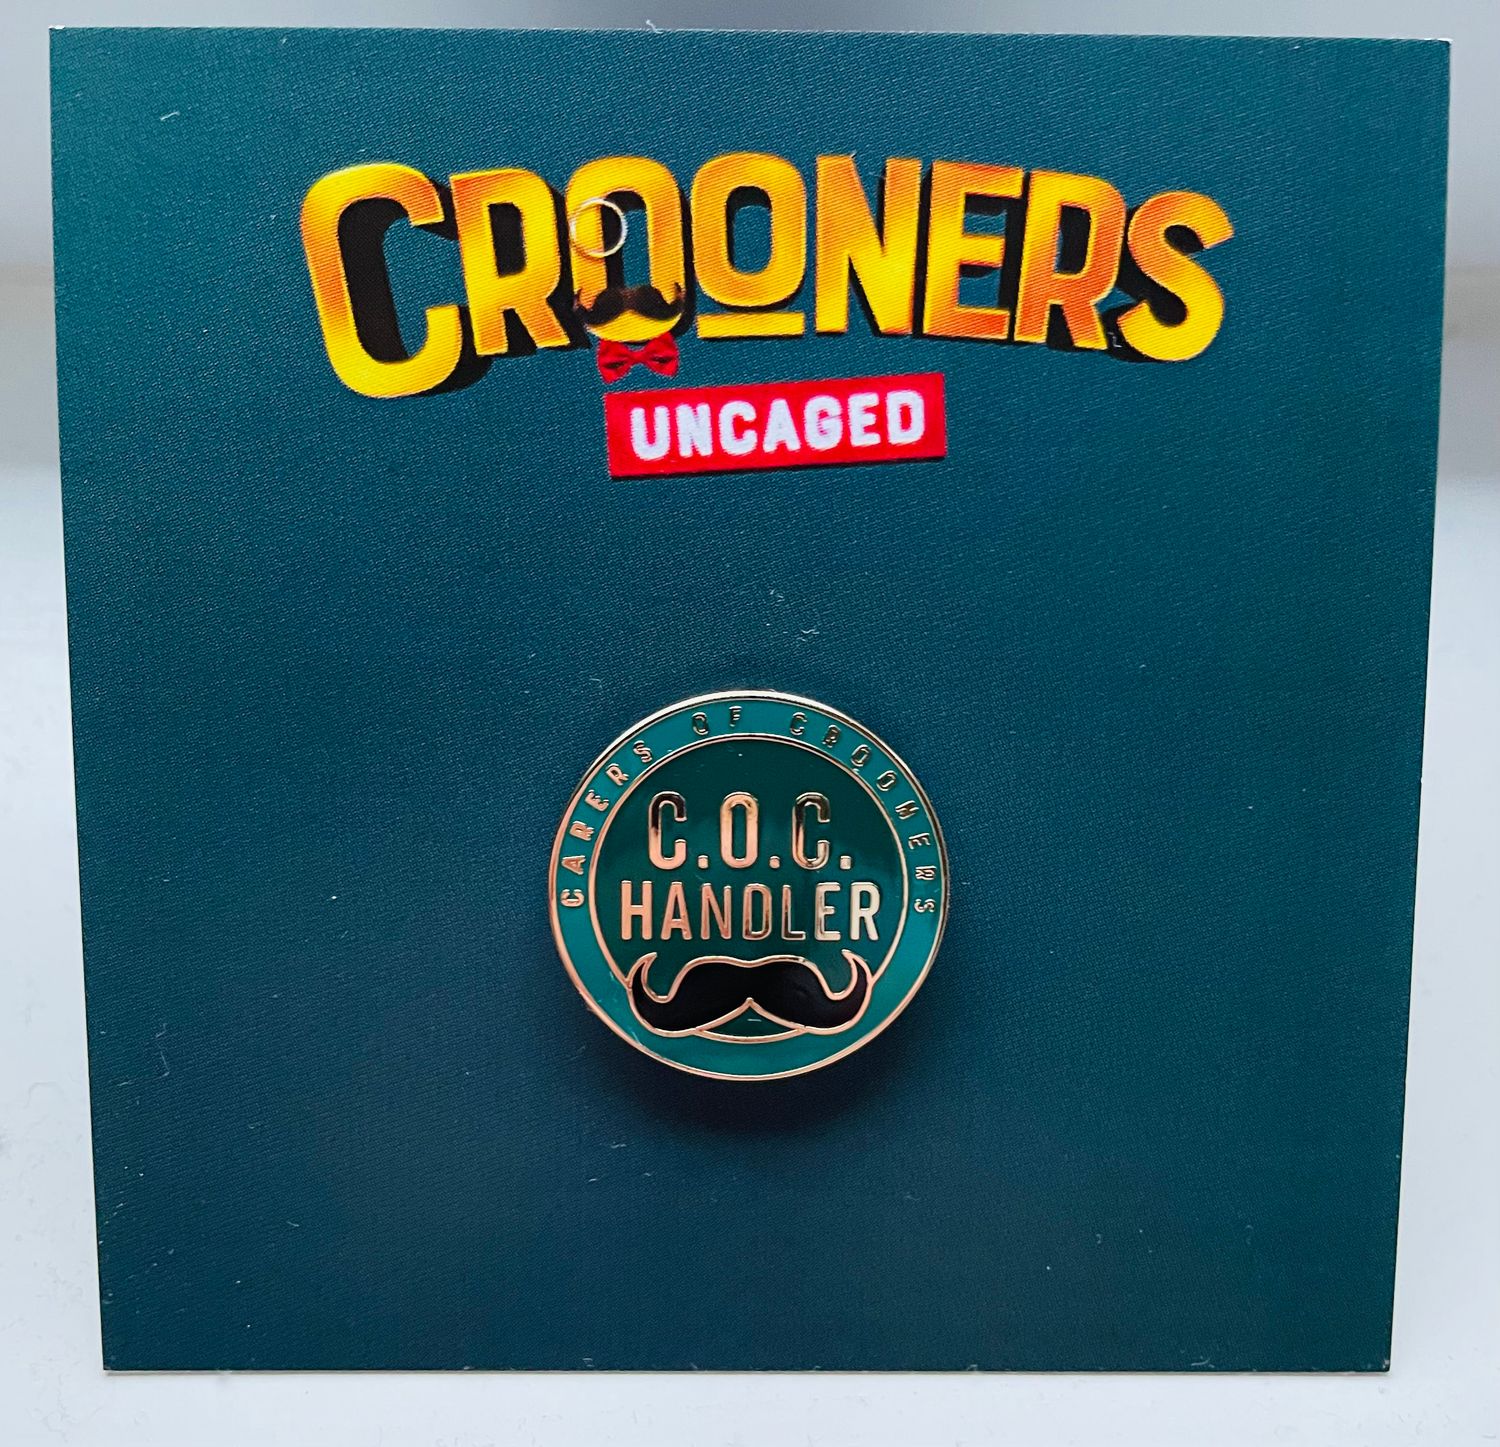 CROONERS
UNCAGED
CARERS OF CROONERS
C.O.C.
HANDLER